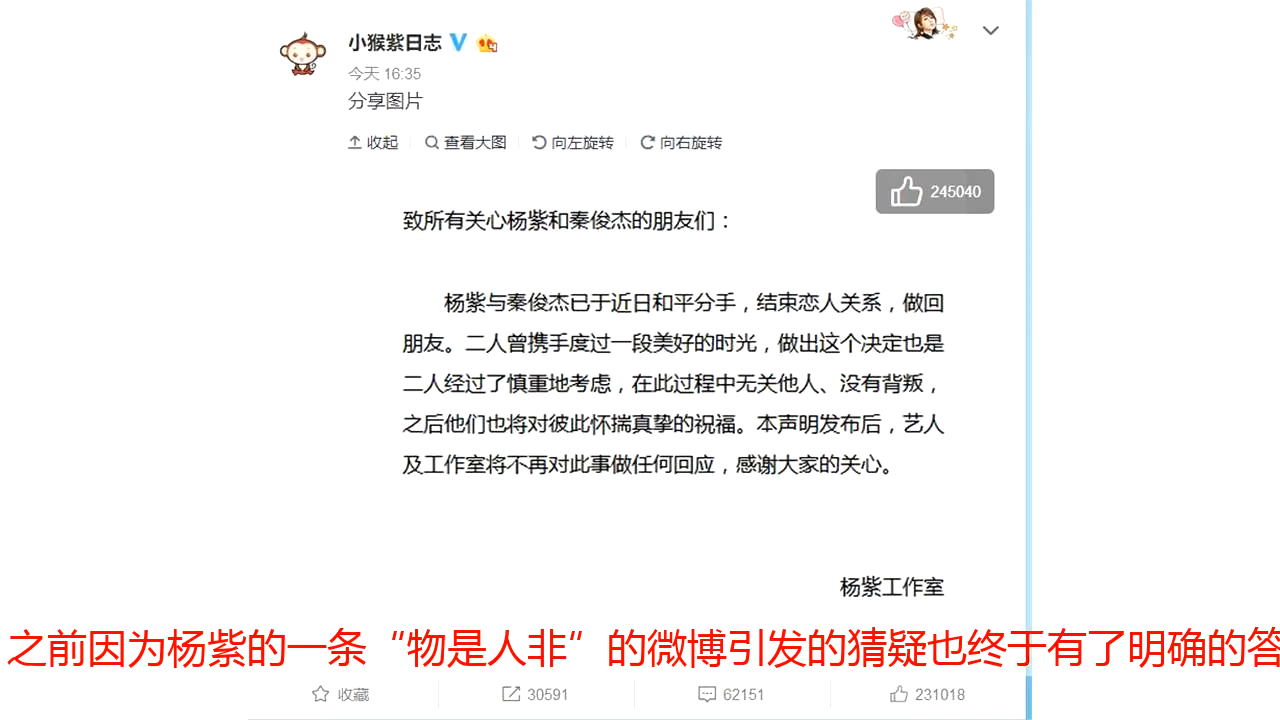 小猴紫日志
今天 16:35
分享图片
收起 查看大图 向左旋转 向右旋转
245040
致所有关心杨紫和秦俊杰的朋友们：
杨紫与秦俊杰已于近日和平分手，结束恋人关系，做回
朋友。二人曾携手度过一段美好的时光，做出这个决定也是
二人经过了慎重地考虑，在此过程中无关他人、没有背叛，
之后他们也将对彼此怀揣真挚的祝福。本声明发布后，艺人
及工作室将不再对此事做任何回应，感谢大家的关心。
杨紫工作室
之前因为杨紫的一条“物是人非”的微博引发的猜疑也终于有了明确的答
收藏 30591 62151 231018